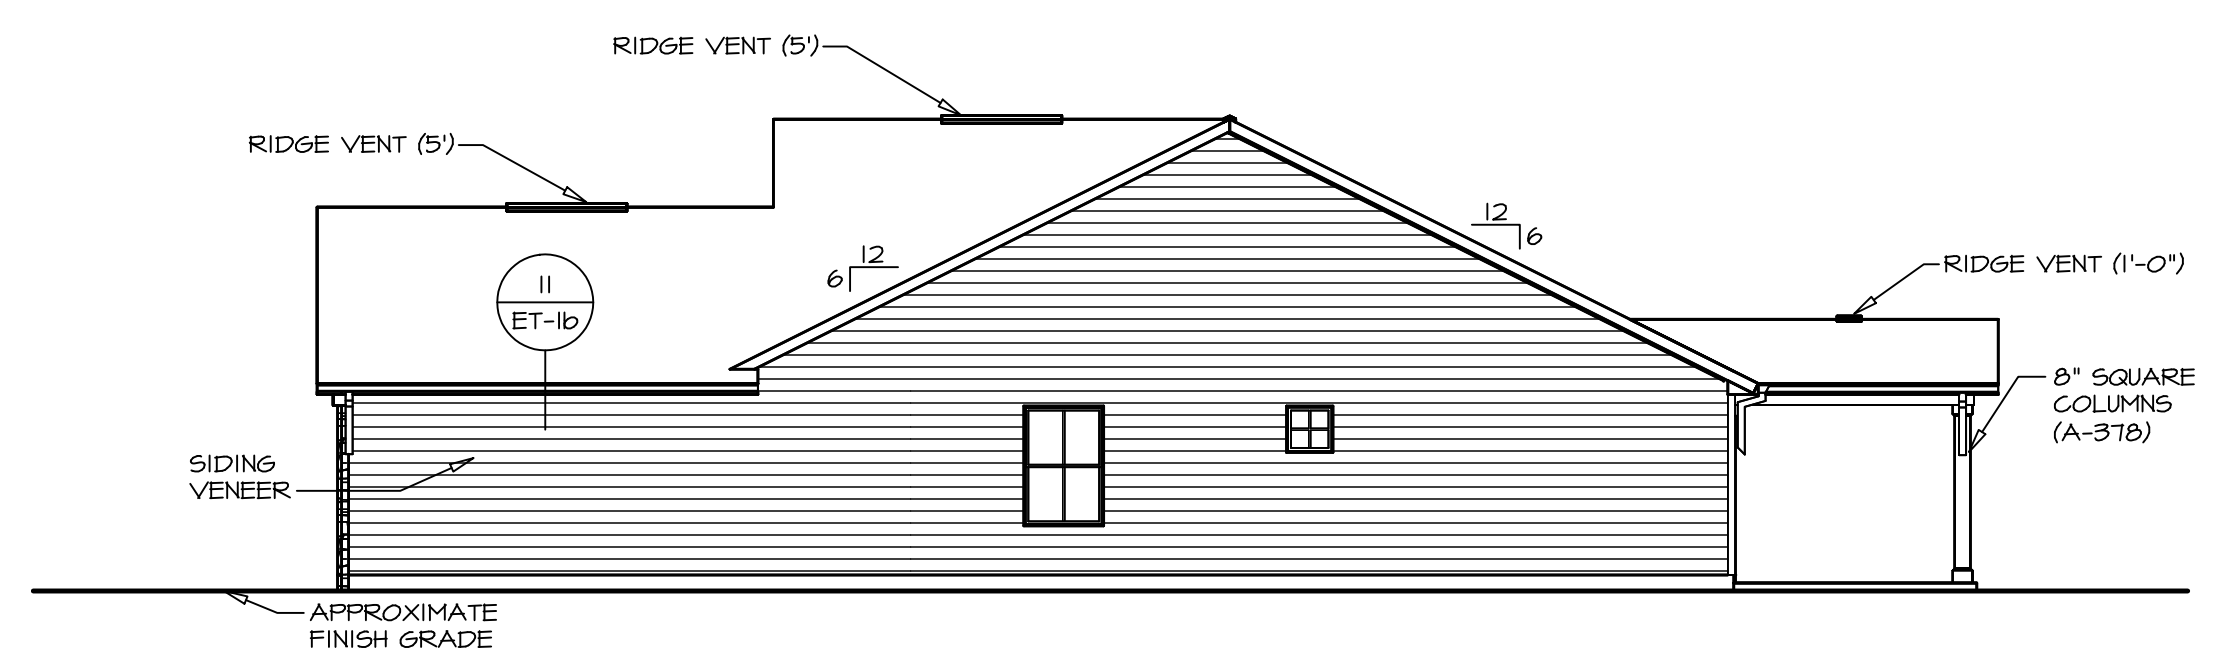 RIDGE VENT (5')
RIDGE VENT (5')
12
6
12
6
RIDGE VENT (1'-0")
11
ET-1b
8" SQUARE
COLUMNS
(A-378)
SIDING
VENEER
APPROXIMATE
FINISH GRADE